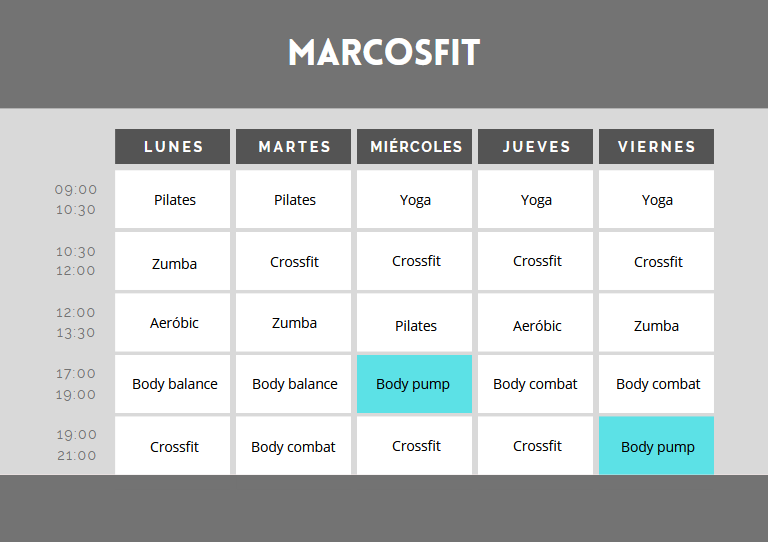 MARCOSFIT
LUNES MARTES MIÉRCOLES JUEVES VIERNES
09:00
10:30
Pilates Pilates Yoga Yoga Yoga
10:30
12:00
Zumba Crossfit Crossfit Crossfit Crossfit
12:00
13:30
Aeróbic Zumba Pilates Aeróbic Zumba
17:00
19:00
Body balance Body balance Body pump Body combat Body combat
19:00
21:00
Crossfit Body combat Crossfit Crossfit Body pump